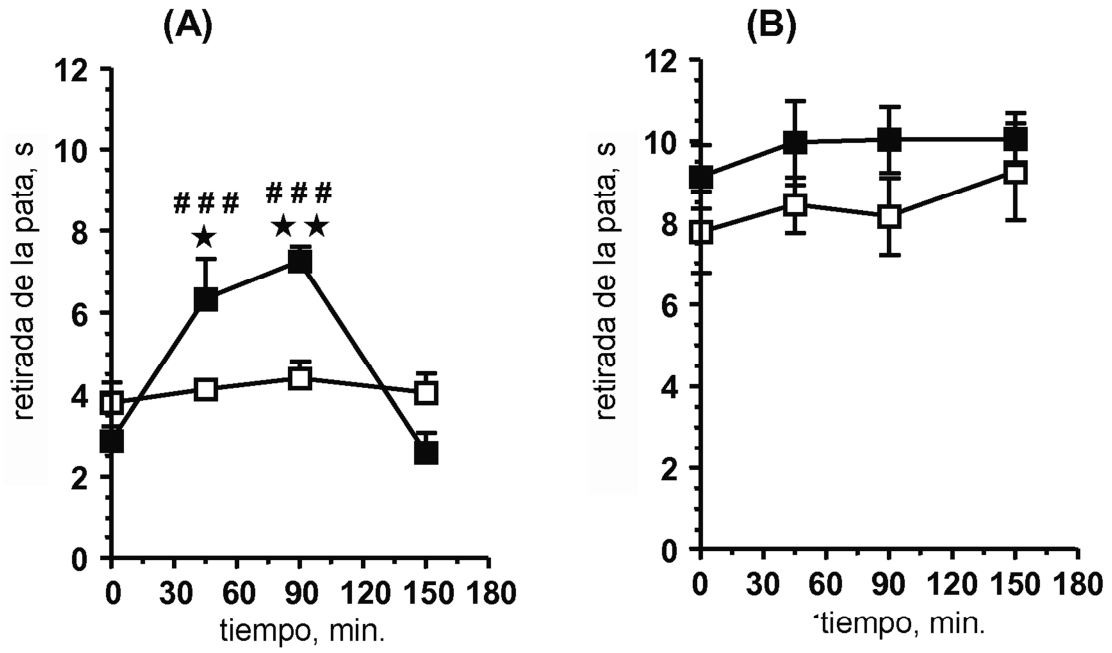 (A)
12
10
8
6
4
2
0
retirada de la pata, s
# # #
★
# # #
★ ★
0 30 60 90 120 150 180
tiempo, min.
(B)
12
10
8
6
4
2
0
retirada de la pata, s
0 30 60 90 120 150 180
tiempo, min.